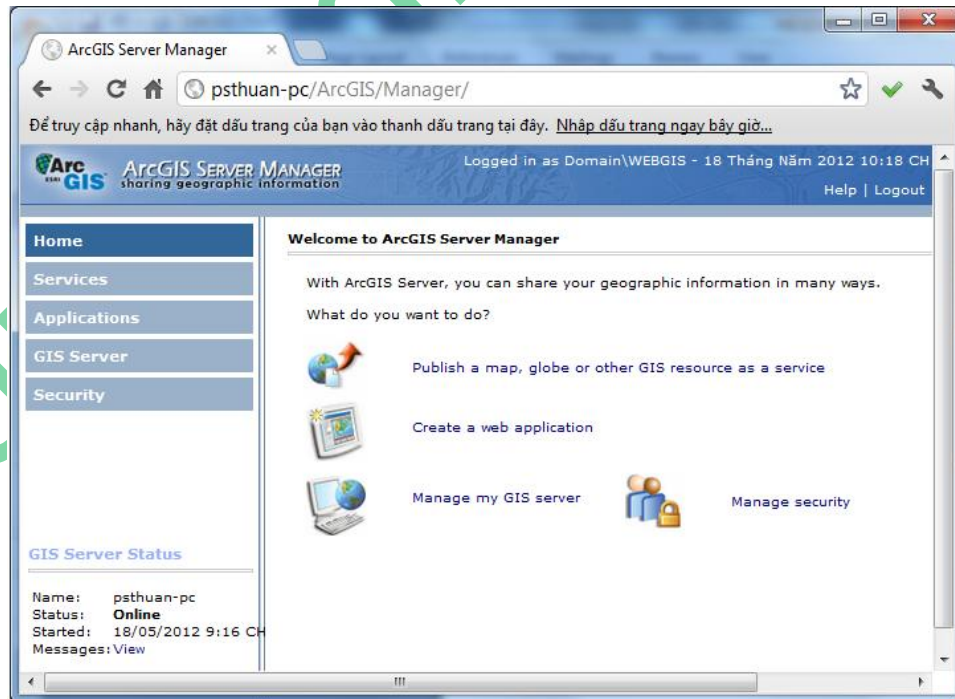 ArcGIS Server Manager
psthuan-pc/ArcGIS/Manager/
Để truy cập nhanh, hãy đặt dấu trang của bạn vào thanh dấu trang tại đây. Nhập dấu trang ngay bây giờ...
Arc
GIS
ArcGIS Server Manager
sharing geographic information
Logged in as Domain\WEBGIS - 18 Tháng Năm 2012 10:18 CH
Help | Logout
Home
Services
Applications
GIS Server
Security
GIS Server Status
Name: psthuan-pc
Status: Online
Started: 18/05/2012 9:16 CH
Messages: View
Welcome to ArcGIS Server Manager
With ArcGIS Server, you can share your geographic information in many ways.
What do you want to do?
Publish a map, globe or other GIS resource as a service
Create a web application
Manage my GIS server
Manage security